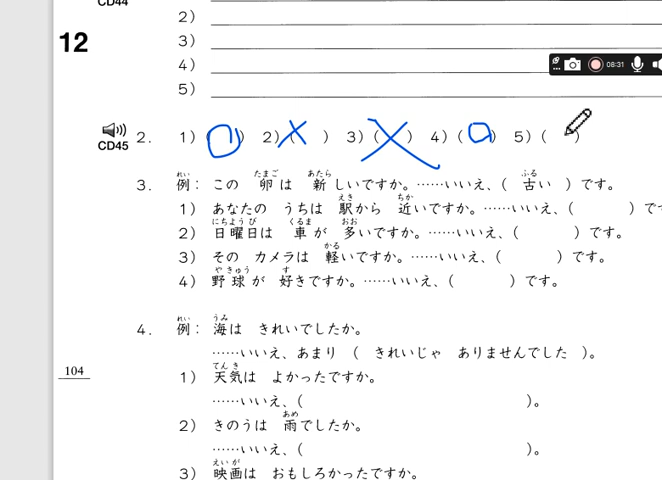 CD44
2)
12
3)
4)
08:31
5)
CD45
2. 1) ( ) 2) ( ) 3) ( ) 4) ( ) 5) ( )
3. 例: この 卵は 新しいですか。……いいえ、( 古い )です。
1) あなたの うちは 駅から 近いですか。……いいえ、( )で
2) 日曜日は 車が 多いですか。……いいえ、( )です。
3) その カメラは 軽いですか。……いいえ、( )です。
4) 野球が 好きですか。……いいえ、( )です。
4. 例: 海は きれいでしたか。
……いいえ、あまり ( きれいじゃ ありませんでした )。
104
1) 天気は よかったですか。
……いいえ、( )。
2) きのうは 雨でしたか。
……いいえ、( )。
3) 映画は おもしろかったですか。